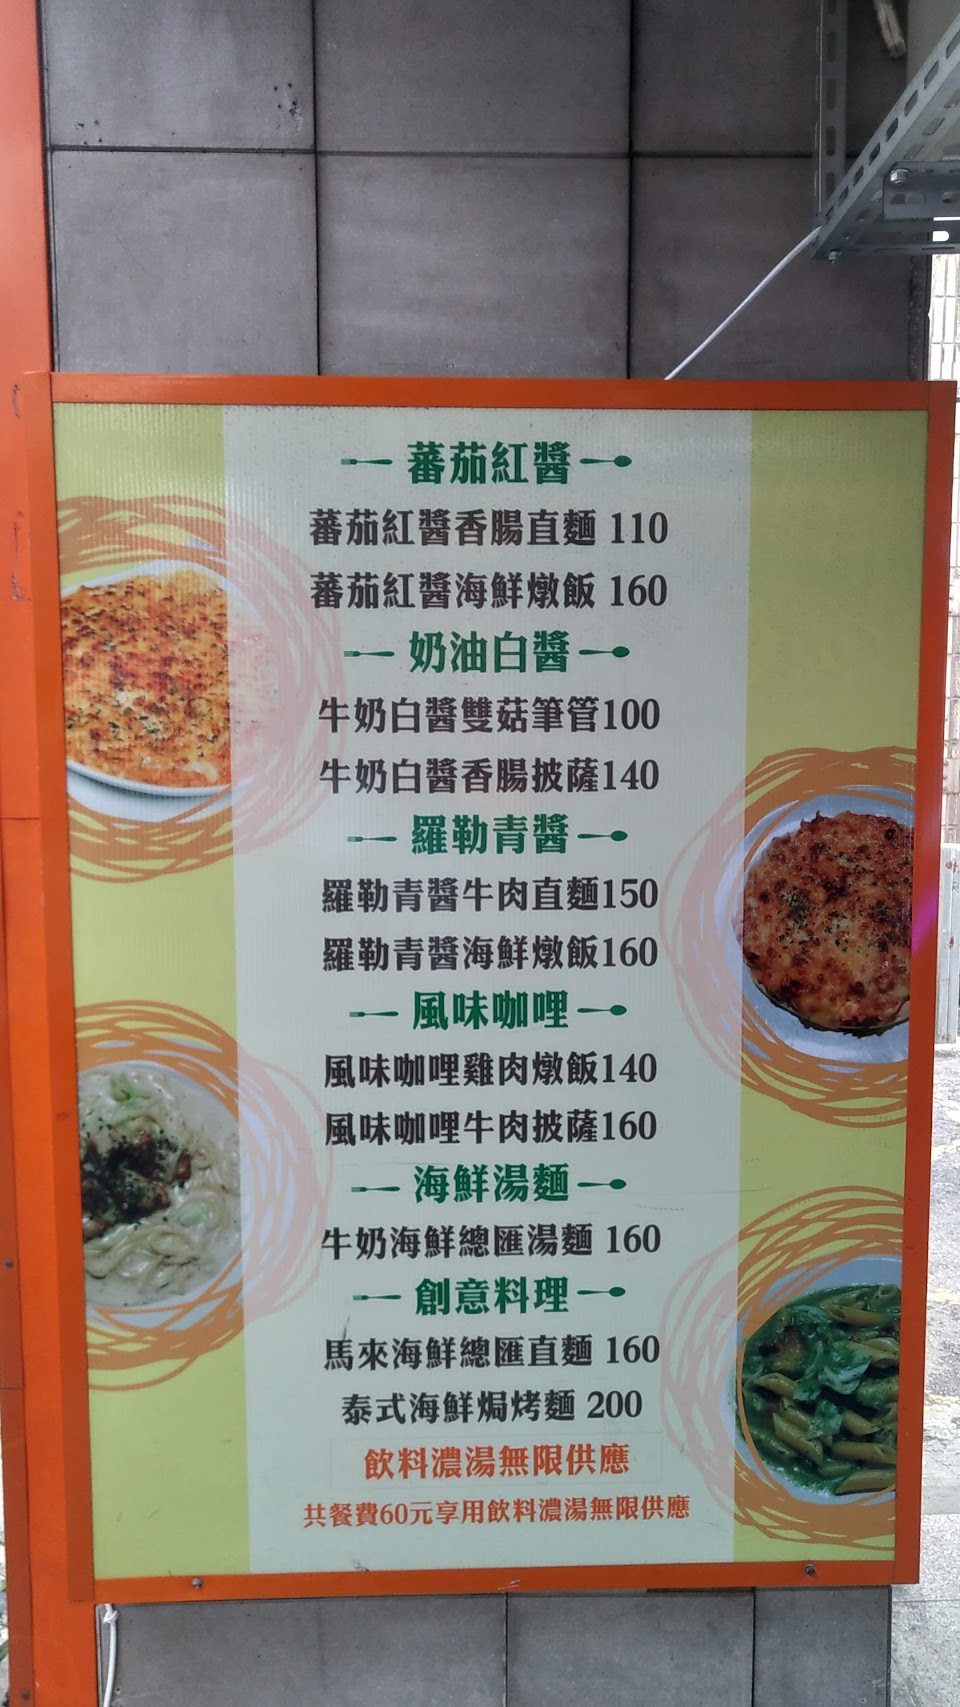 蕃茄紅醬
蕃茄紅醬香腸直麵 110
蕃茄紅醬海鮮燉飯 160
奶油白醬
牛奶白醬雙菇筆管100
牛奶白醬香腸披薩140
羅勒青醬
羅勒青醬牛肉直麵150
羅勒青醬海鮮燉飯160
風味咖哩
風味咖哩雞肉燉飯140
風味咖哩牛肉披薩160
海鮮湯麵
牛奶海鮮總匯湯麵 160
創意料理
馬來海鮮總匯直麵 160
泰式海鮮焗烤麵 200
飲料濃湯無限供應
共餐費60元享用飲料濃湯無限供應